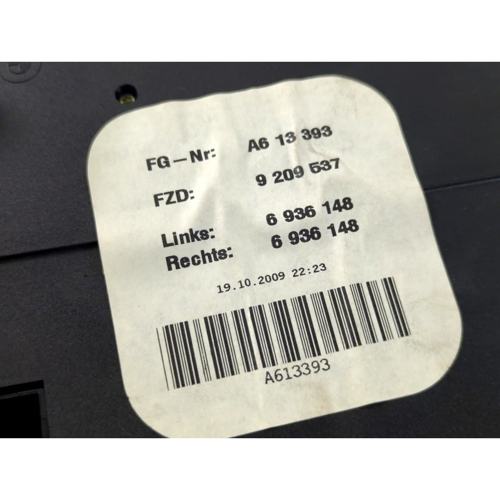 FG-Nr: A6 13 393
FZD: 9 209 537
Links: 6 936 148
Rechts: 6 936 148
19.10.2009 22:23
A613393